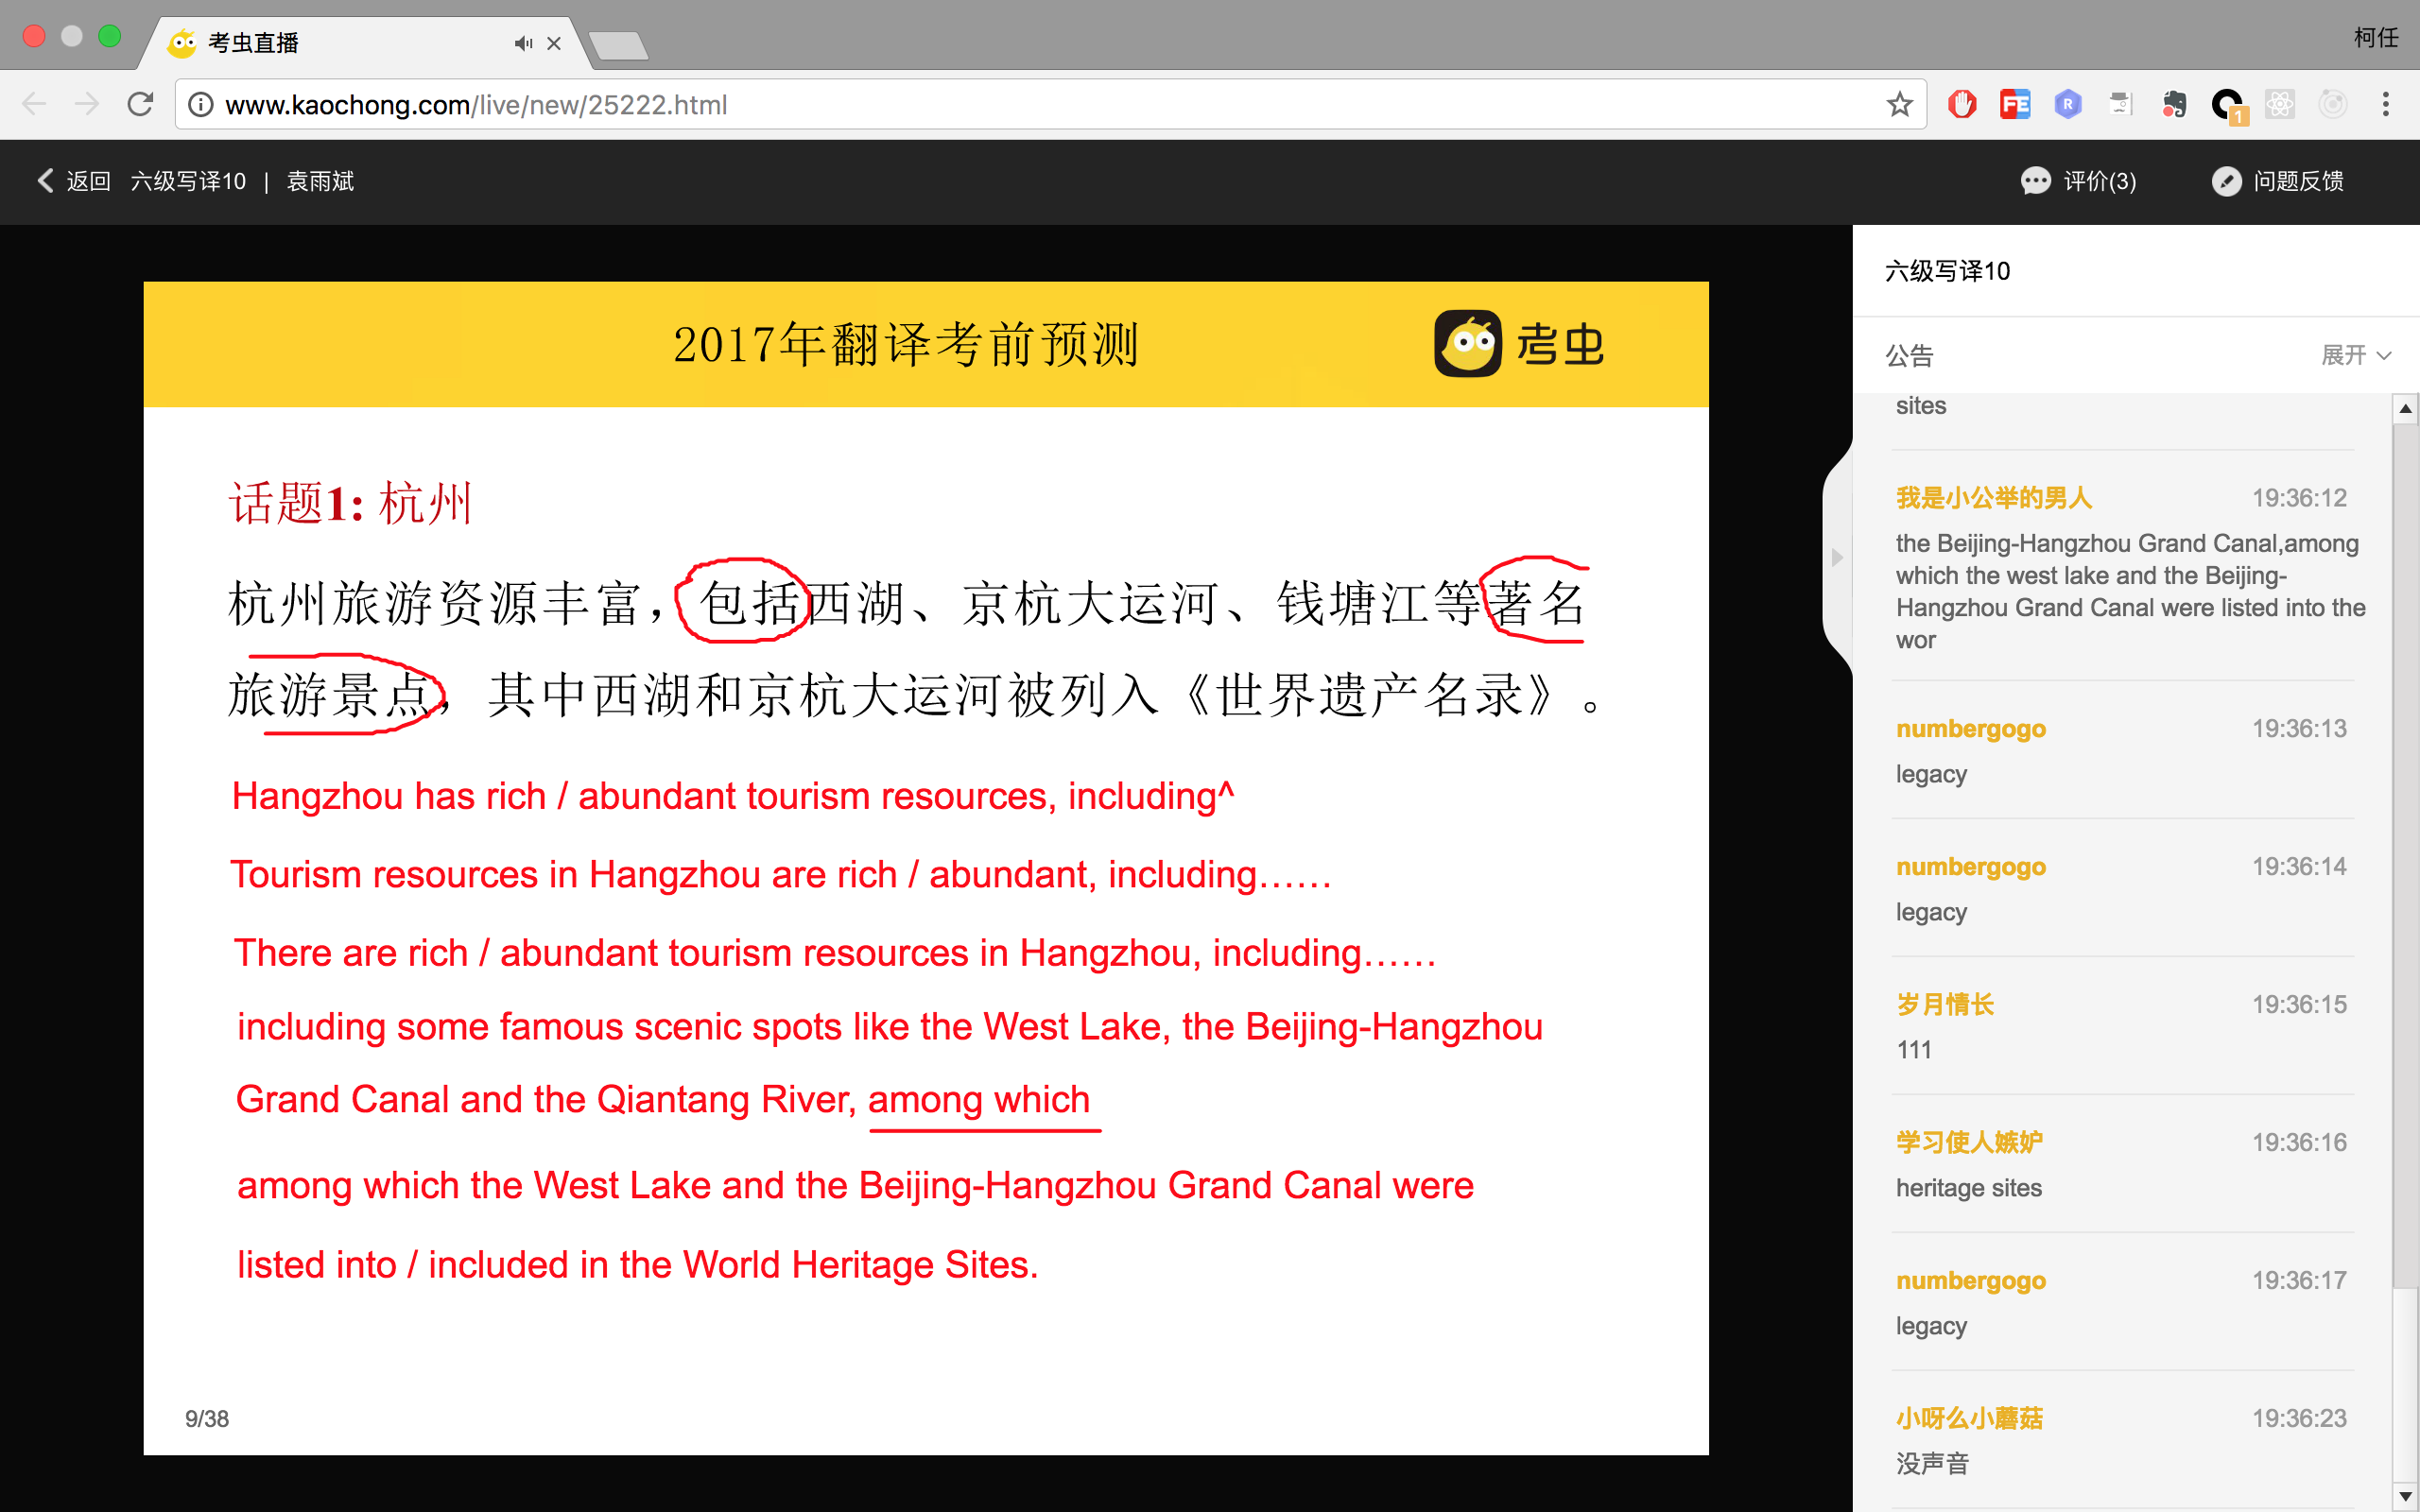 考虫直播
柯任
www.kaochong.com/live/new/25222.html
1
返回 六级写译10 | 袁雨斌
评价(3)
问题反馈
2017年翻译考前预测
考虫
话题1: 杭州
杭州旅游资源丰富，包括西湖、京杭大运河、钱塘江等著名
旅游景点，其中西湖和京杭大运河被列入《世界遗产名录》。
Hangzhou has rich / abundant tourism resources, including^
Tourism resources in Hangzhou are rich / abundant, including……
There are rich / abundant tourism resources in Hangzhou, including……
including some famous scenic spots like the West Lake, the Beijing-Hangzhou
Grand Canal and the Qiantang River, among which
among which the West Lake and the Beijing-Hangzhou Grand Canal were
listed into / included in the World Heritage Sites.
9/38
六级写译10
公告
展开
sites
我是小公举的男人 19:36:12
the Beijing-Hangzhou Grand Canal,among
which the west lake and the Beijing-
Hangzhou Grand Canal were listed into the
wor
numbergogo 19:36:13
legacy
numbergogo 19:36:14
legacy
岁月情长 19:36:15
111
学习使人嫉妒 19:36:16
heritage sites
numbergogo 19:36:17
legacy
小呀么小蘑菇 19:36:23
没声音